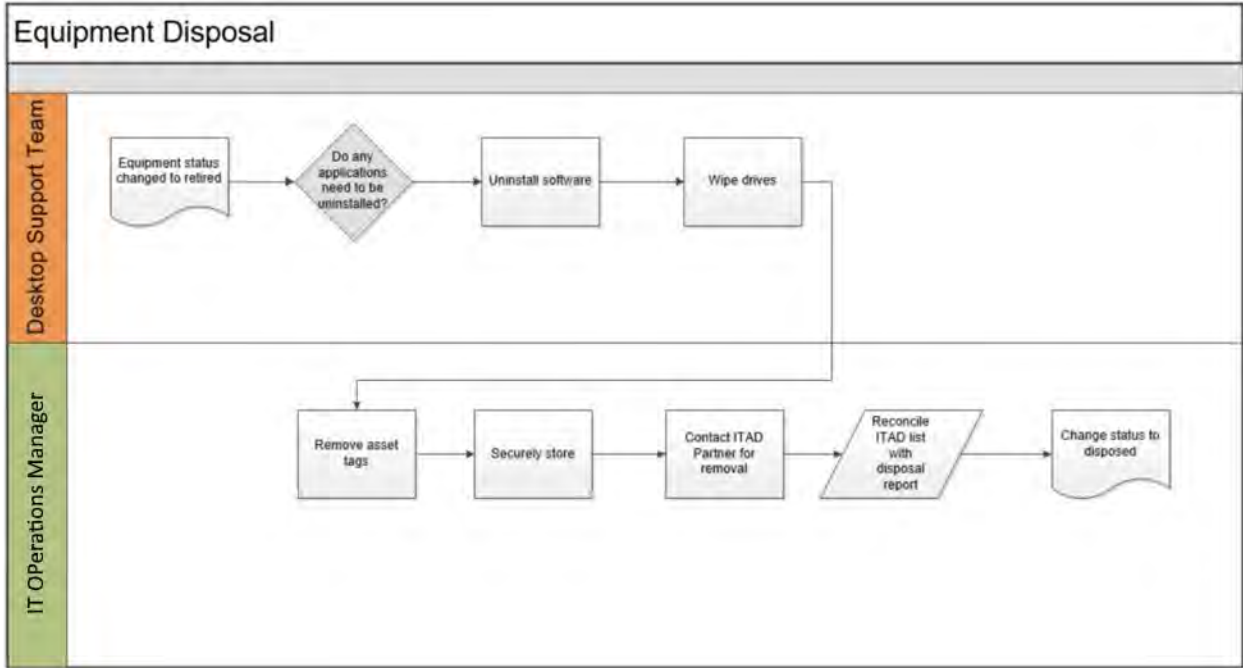 Equipment Disposal
Desktop Support Team
Equipment status
changed to retired
Do any
applications
need to be
uninstalled?
Uninstall software
Wipe drives
IT OPerations Manager
Remove asset
tags
Securely store
Contact ITAD
Partner for
removal
Reconcile
ITAD list
with
disposal
report
Change status to
disposed